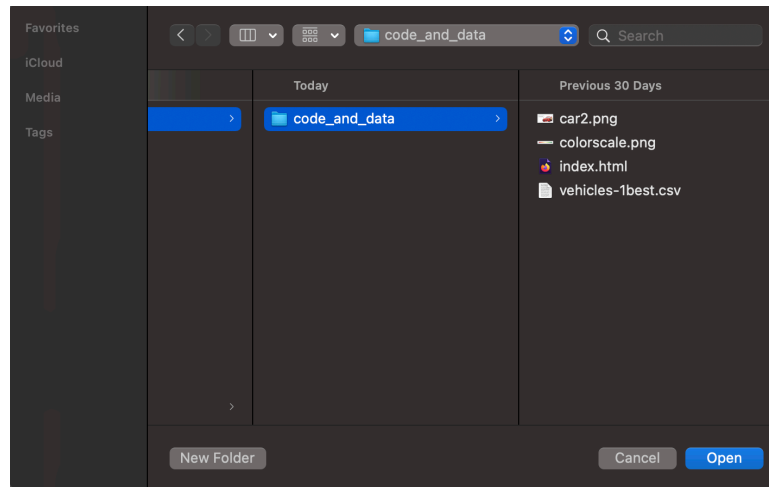 Favorites
iCloud
Media
Tags
code_and_data
Search
Today
code_and_data
Previous 30 Days
car2.png
colorscale.png
index.html
vehicles-1best.csv
New Folder
Cancel
Open